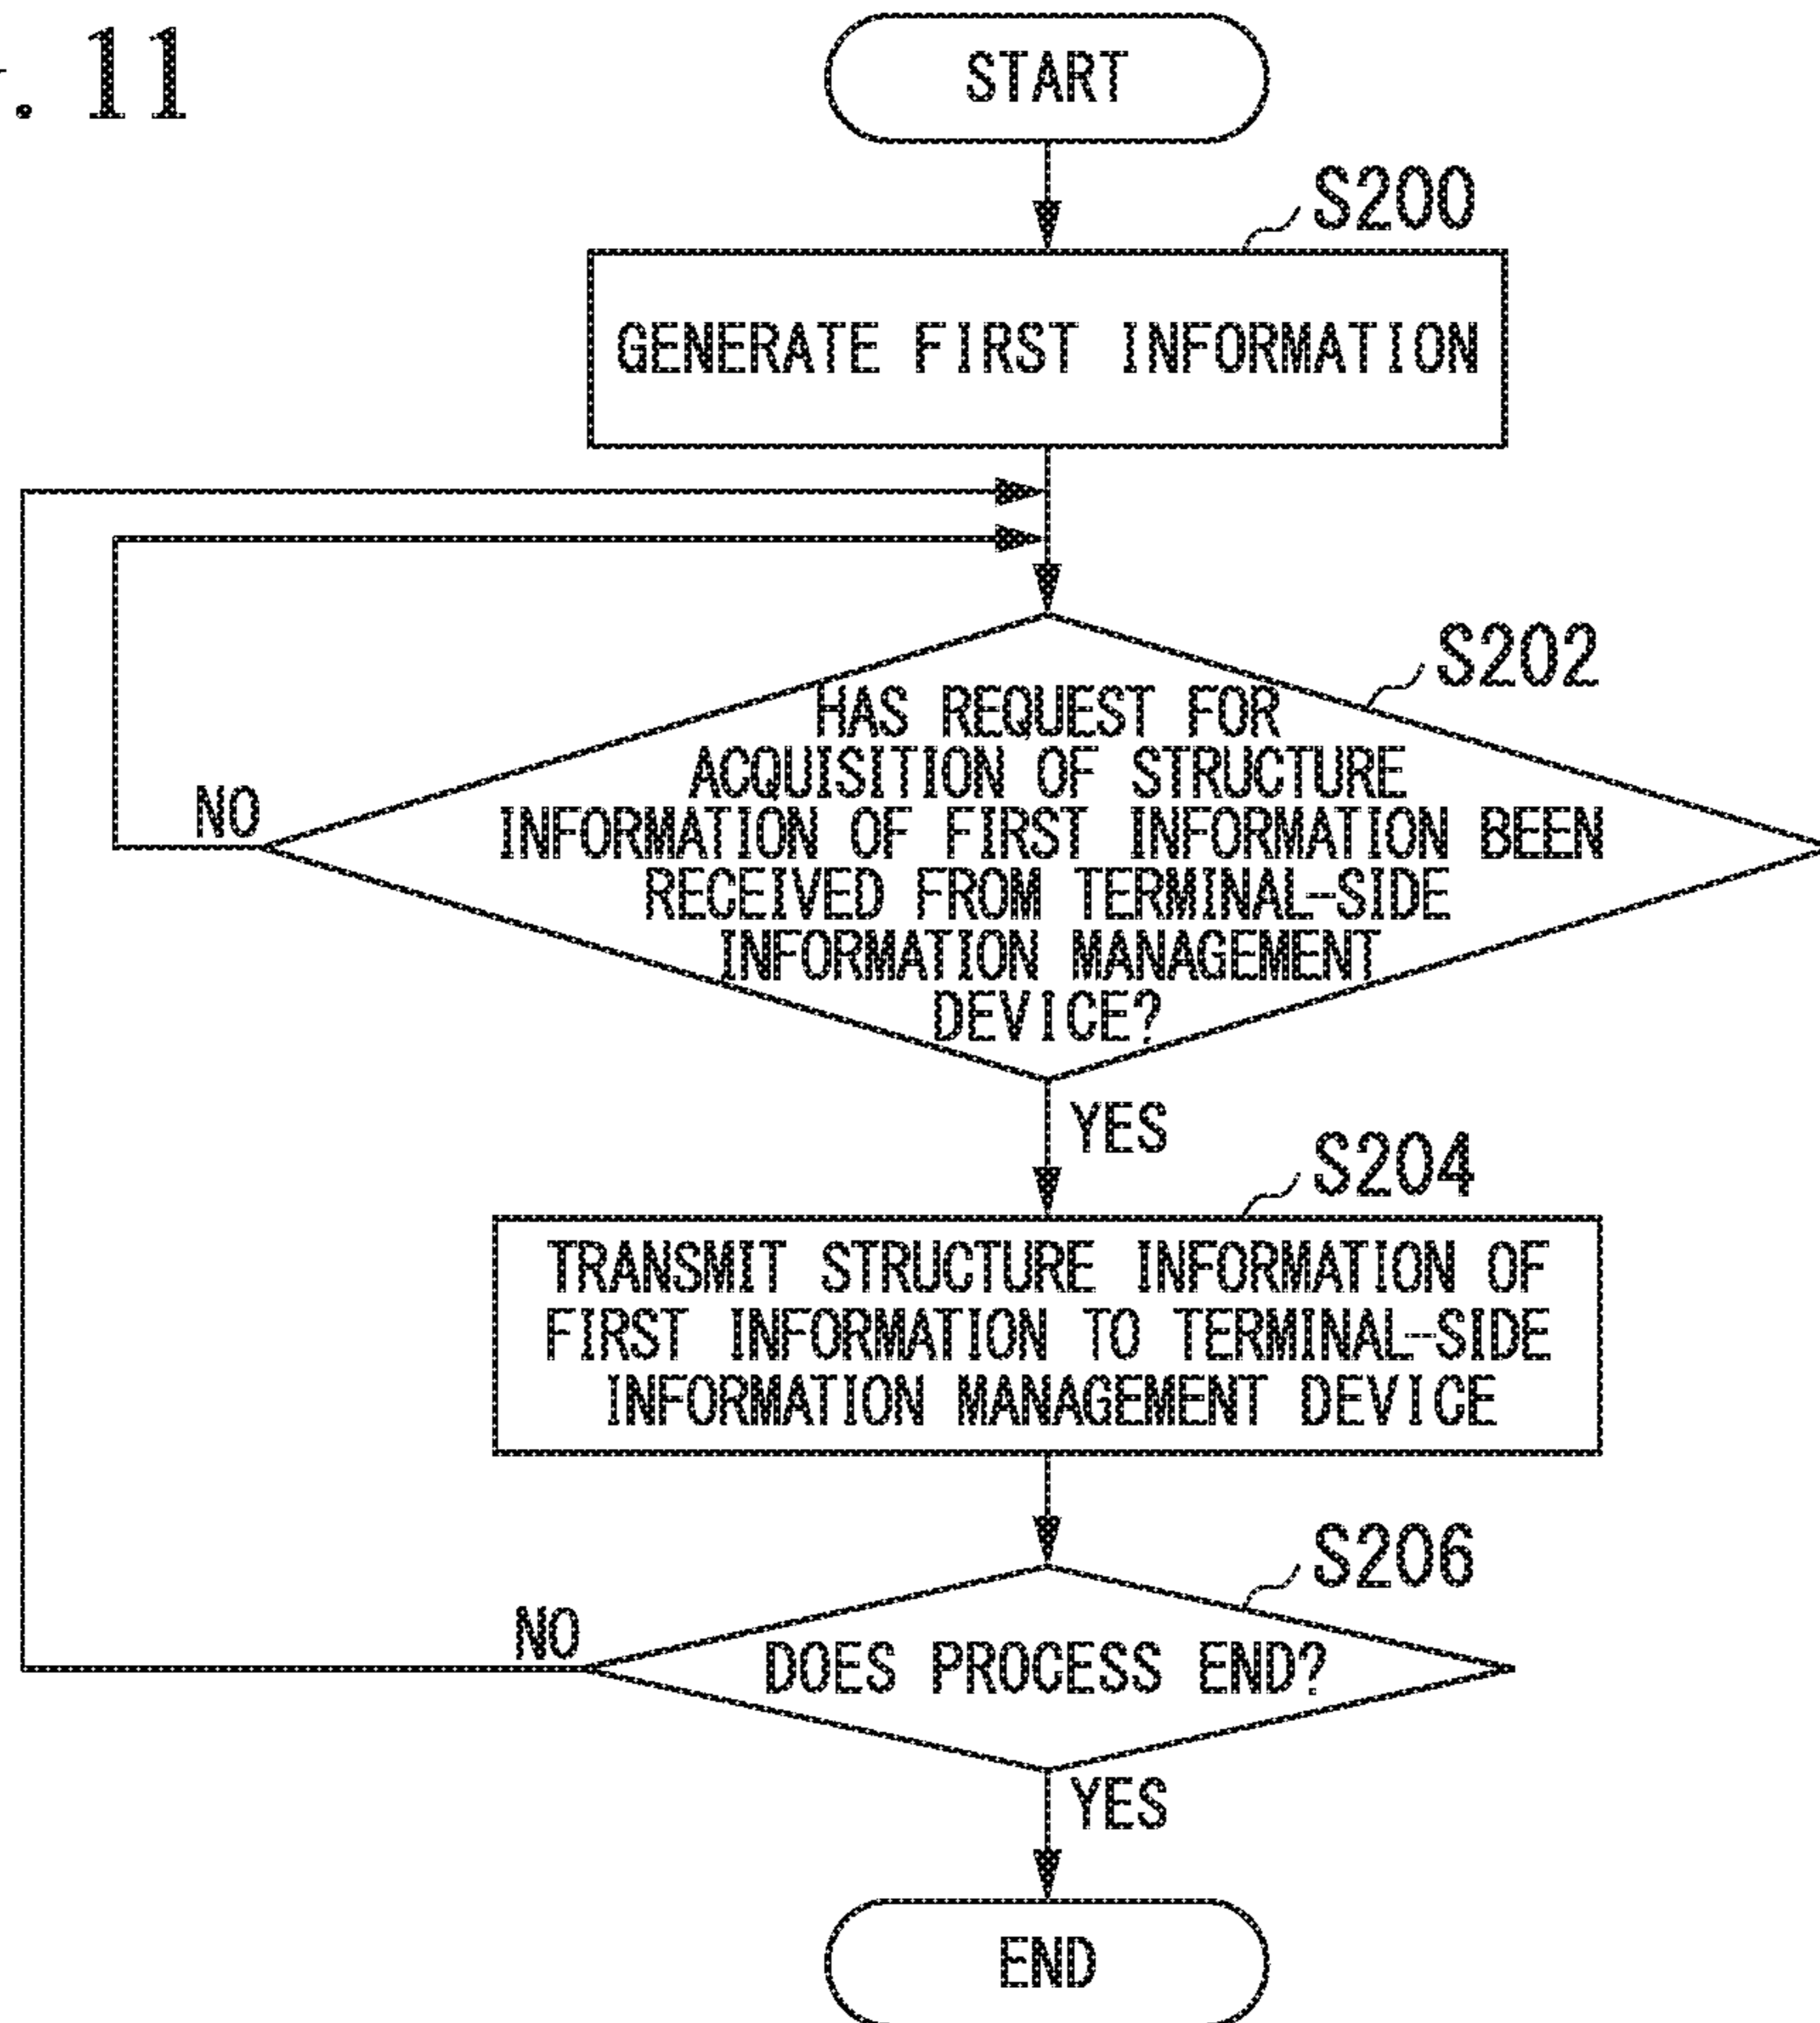 . 11
START
S200
GENERATE FIRST INFORMATION
S202
HAS REQUEST FOR
ACQUISITION OF STRUCTURE
INFORMATION OF FIRST INFORMATION BEEN
RECEIVED FROM TERMINAL-SIDE
INFORMATION MANAGEMENT
DEVICE?
NO
YES
S204
TRANSMIT STRUCTURE INFORMATION OF
FIRST INFORMATION TO TERMINAL-SIDE
INFORMATION MANAGEMENT DEVICE
S206
NO
DOES PROCESS END?
YES
END